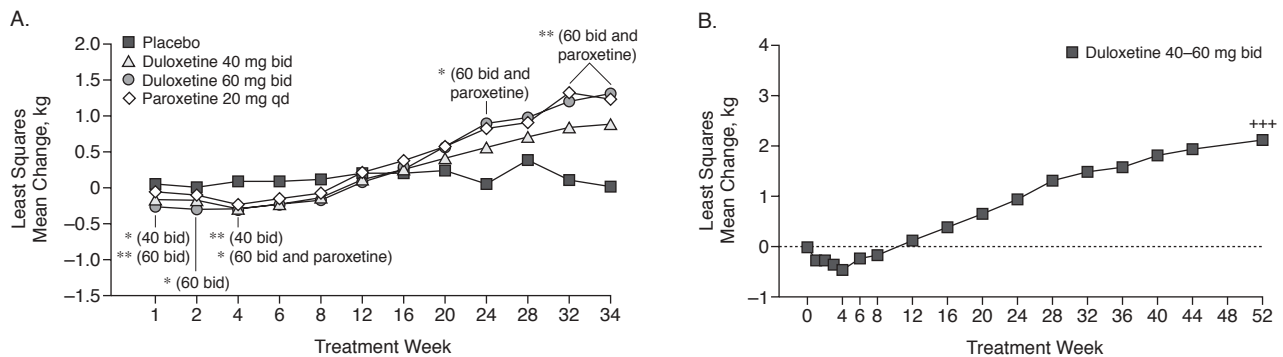 A.
2.0
1.5
1.0
0.5
0
−0.5
−1.0
−1.5
Least Squares
Mean Change, kg
Placebo
Duloxetine 40 mg bid
Duloxetine 60 mg bid
Paroxetine 20 mg qd
* (60 bid and
paroxetine)
** (60 bid and
paroxetine)
* (40 bid)
** (60 bid)
* (60 bid)
** (40 bid)
* (60 bid and paroxetine)
1 2 4 6 8 12 16 20 24 28 32 34
Treatment Week
B.
4
3
2
1
0
−1
Least Squares
Mean Change, kg
Duloxetine 40–60 mg bid
+++
0 4 6 8 12 16 20 24 28 32 36 40 44 48 52
Treatment Week